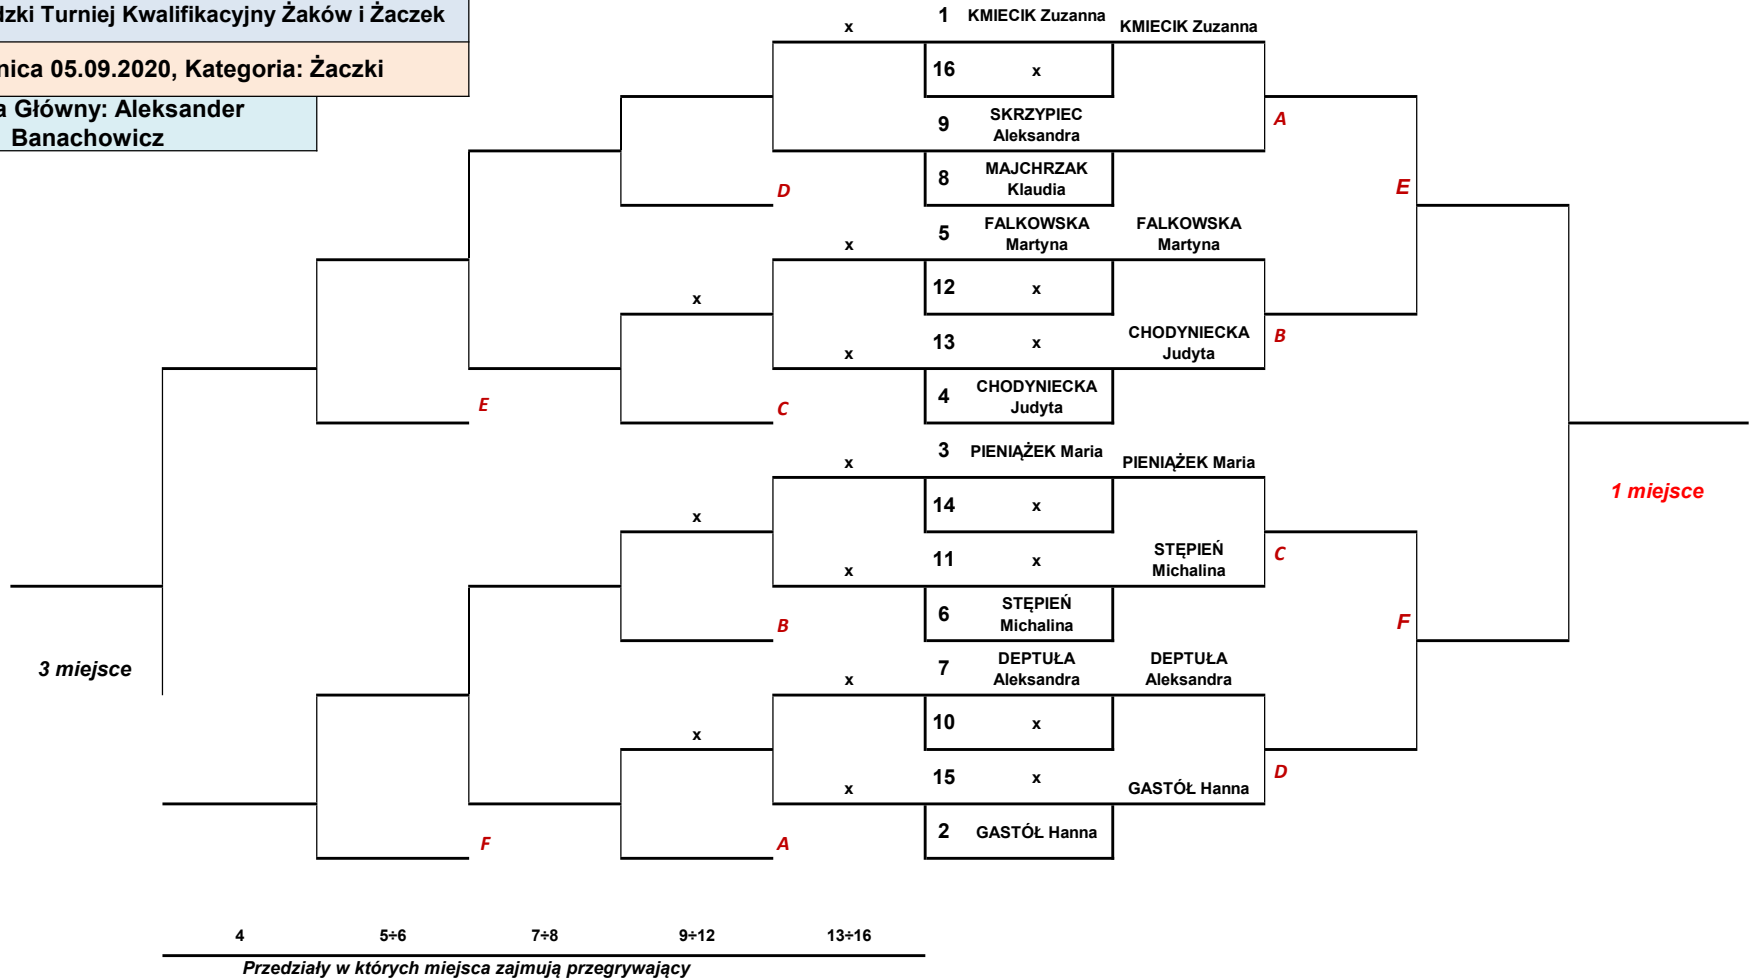 dzki Turniej Kwalifikacyjny Żaków i Żaczek
nica 05.09.2020, Kategoria: Żaczki
a Główny: Aleksander
Banachowicz
x
1 KMIECIK Zuzanna
KMIECIK Zuzanna
16 x
9 SKRZYPIEC
Aleksandra
A
8 MAJCHRZAK
Klaudia
D
E
x
5 FALKOWSKA
Martyna
FALKOWSKA
Martyna
12 x
x
13 x
x
CHODYNIECKA
Judyta
B
4 CHODYNIECKA
Judyta
E
C
x
3 PIENIĄŻEK Maria
PIENIĄŻEK Maria
1 miejsce
14 x
x
11 x
x
STĘPIEŃ
Michalina
C
6 STĘPIEŃ
Michalina
B
F
3 miejsce
x
7 DEPTUŁA
Aleksandra
DEPTUŁA
Aleksandra
10 x
x
15 x
x
GASTÓŁ Hanna
D
2 GASTÓŁ Hanna
F
A
4 5÷6 7÷8 9÷12 13÷16
Przedziały w których miejsca zajmują przegrywający